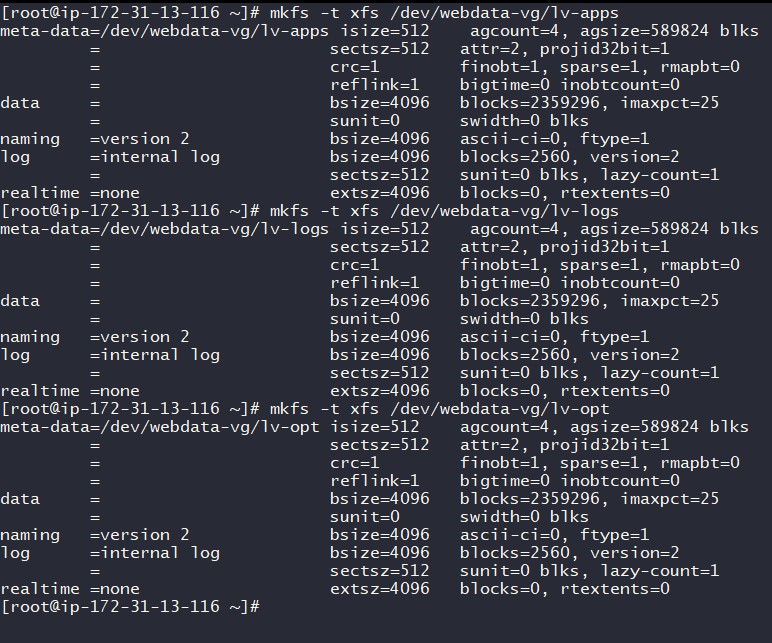 [root@ip-172-31-13-116 ~]# mkfs -t xfs /dev/webdata-vg/lv-apps
meta-data=/dev/webdata-vg/lv-apps isize=512    agcount=4, agsize=589824 blks
         =                       sectsz=512   attr=2, projid32bit=1
         =                       crc=1        finobt=1, sparse=1, rmapbt=0
         =                       reflink=1    bigtime=0 inobtcount=0
data     =                       bsize=4096   blocks=2359296, imaxpct=25
         =                       sunit=0      swidth=0 blks
naming   =version 2              bsize=4096   ascii-ci=0, ftype=1
log      =internal log           bsize=4096   blocks=2560, version=2
         =                       sectsz=512   sunit=0 blks, lazy-count=1
realtime =none                   extsz=4096   blocks=0, rtextents=0
[root@ip-172-31-13-116 ~]# mkfs -t xfs /dev/webdata-vg/lv-logs
meta-data=/dev/webdata-vg/lv-logs isize=512    agcount=4, agsize=589824 blks
         =                       sectsz=512   attr=2, projid32bit=1
         =                       crc=1        finobt=1, sparse=1, rmapbt=0
         =                       reflink=1    bigtime=0 inobtcount=0
data     =                       bsize=4096   blocks=2359296, imaxpct=25
         =                       sunit=0      swidth=0 blks
naming   =version 2              bsize=4096   ascii-ci=0, ftype=1
log      =internal log           bsize=4096   blocks=2560, version=2
         =                       sectsz=512   sunit=0 blks, lazy-count=1
realtime =none                   extsz=4096   blocks=0, rtextents=0
[root@ip-172-31-13-116 ~]# mkfs -t xfs /dev/webdata-vg/lv-opt
meta-data=/dev/webdata-vg/lv-opt isize=512    agcount=4, agsize=589824 blks
         =                       sectsz=512   attr=2, projid32bit=1
         =                       crc=1        finobt=1, sparse=1, rmapbt=0
         =                       reflink=1    bigtime=0 inobtcount=0
data     =                       bsize=4096   blocks=2359296, imaxpct=25
         =                       sunit=0      swidth=0 blks
naming   =version 2              bsize=4096   ascii-ci=0, ftype=1
log      =internal log           bsize=4096   blocks=2560, version=2
         =                       sectsz=512   sunit=0 blks, lazy-count=1
realtime =none                   extsz=4096   blocks=0, rtextents=0
[root@ip-172-31-13-116 ~]#